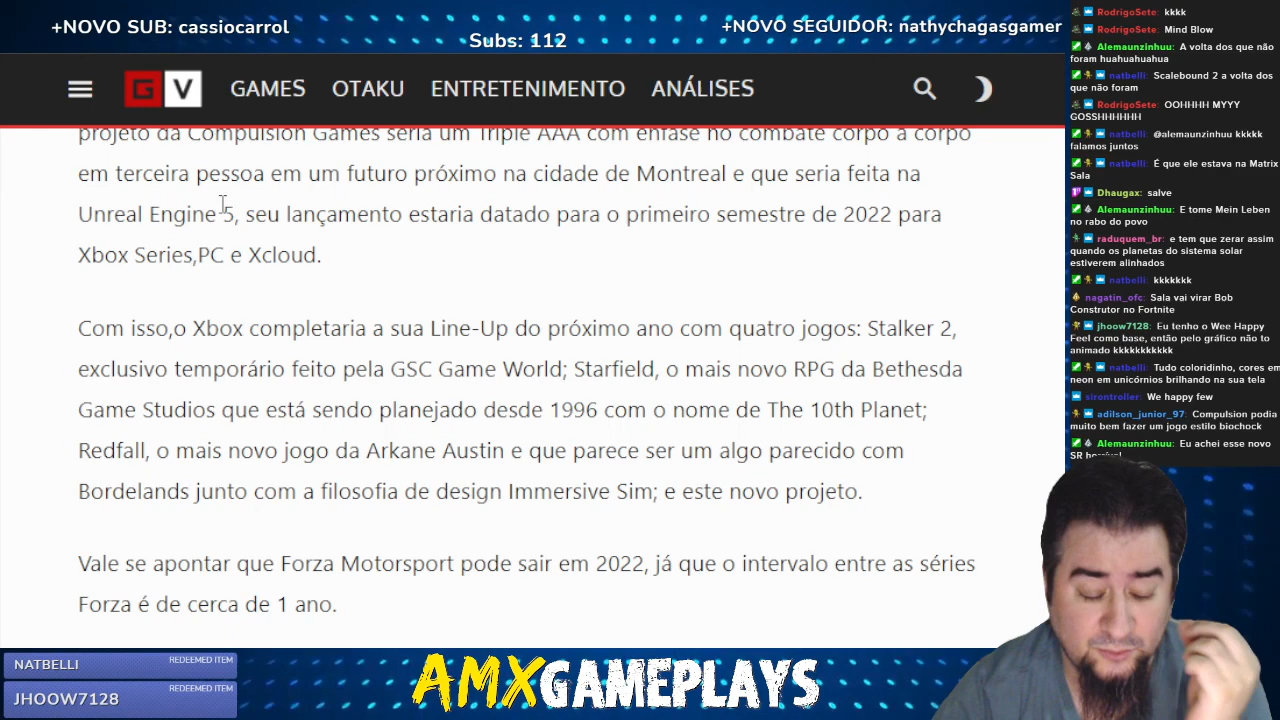 +NOVO SUB: cassiocarrol
Subs: 112
+NOVO SEGUIDOR: nathychagasgamer
GV GAMES OTAKU ENTRETENIMENTO ANÁLISES
projeto da Compulsion Games seria um Triple AAA com ênfase no combate corpo a corpo
em terceira pessoa em um futuro próximo na cidade de Montreal e que seria feita na
Unreal Engine 5, seu lançamento estaria datado para o primeiro semestre de 2022 para
Xbox Series,PC e Xcloud.
Com isso,o Xbox completaria a sua Line-Up do próximo ano com quatro jogos: Stalker 2,
exclusivo temporário feito pela GSC Game World; Starfield, o mais novo RPG da Bethesda
Game Studios que está sendo planejado desde 1996 com o nome de The 10th Planet;
Redfall, o mais novo jogo da Arkane Austin e que parece ser um algo parecido com
Bordelands junto com a filosofia de design Immersive Sim; e este novo projeto.
Vale se apontar que Forza Motorsport pode sair em 2022, já que o intervalo entre as séries
Forza é de cerca de 1 ano.
RodrigoSete: kkkk
RodrigoSete: Mind Blow
Alemaunzinhuu: A volta dos que não
foram huahuahuahua
natbelli: Scalebound 2 a volta dos
que não foram
RodrigoSete: OOHHHH MYYY
GOSSHHHHHH
natbelli: @alemaunzinhuu kkkkk
falamos juntos
natbelli: É que ele estava na Matrix
Sala
Dhaugax: salve
Alemaunzinhuu: E tome Mein Leben
no rabo do povo
raduquem_br: e tem que zerar assim
quando os planetas do sistema solar
estiverem alinhados
natbelli: kkkkkkk
nagatin_ofc: Sala vai virar Bob
Construtor no Fortnite
jhoow7128: Eu tenho o Wee Happy
Feel como base, então pelo gráfico não to
animado kkkkkkkkkkk
natbelli: Tudo coloridinho, cores em
neon em unicórnios brilhando na sua tela
sirontroller: We happy few
adilson_junior_97: Compulsion podia
muito bem fazer um jogo estilo biochock
Alemaunzinhuu: Eu achei esse novo
SR horrível
NATBELLI REDEEMED ITEM
JHOOW7128 REDEEMED ITEM
AMXGAMEPLAYS